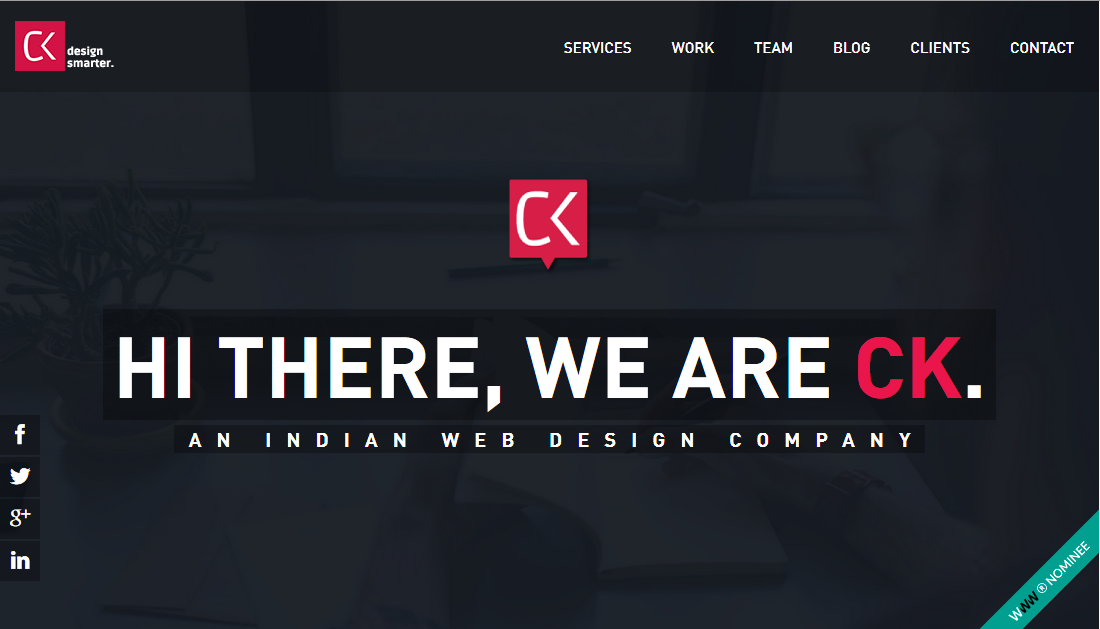 CK design
smarter.
SERVICES WORK TEAM BLOG CLIENTS CONTACT
CK
HI THERE, WE ARE CK.
AN INDIAN WEB DESIGN COMPANY
f
g+
in
W.W.® NOMINEE